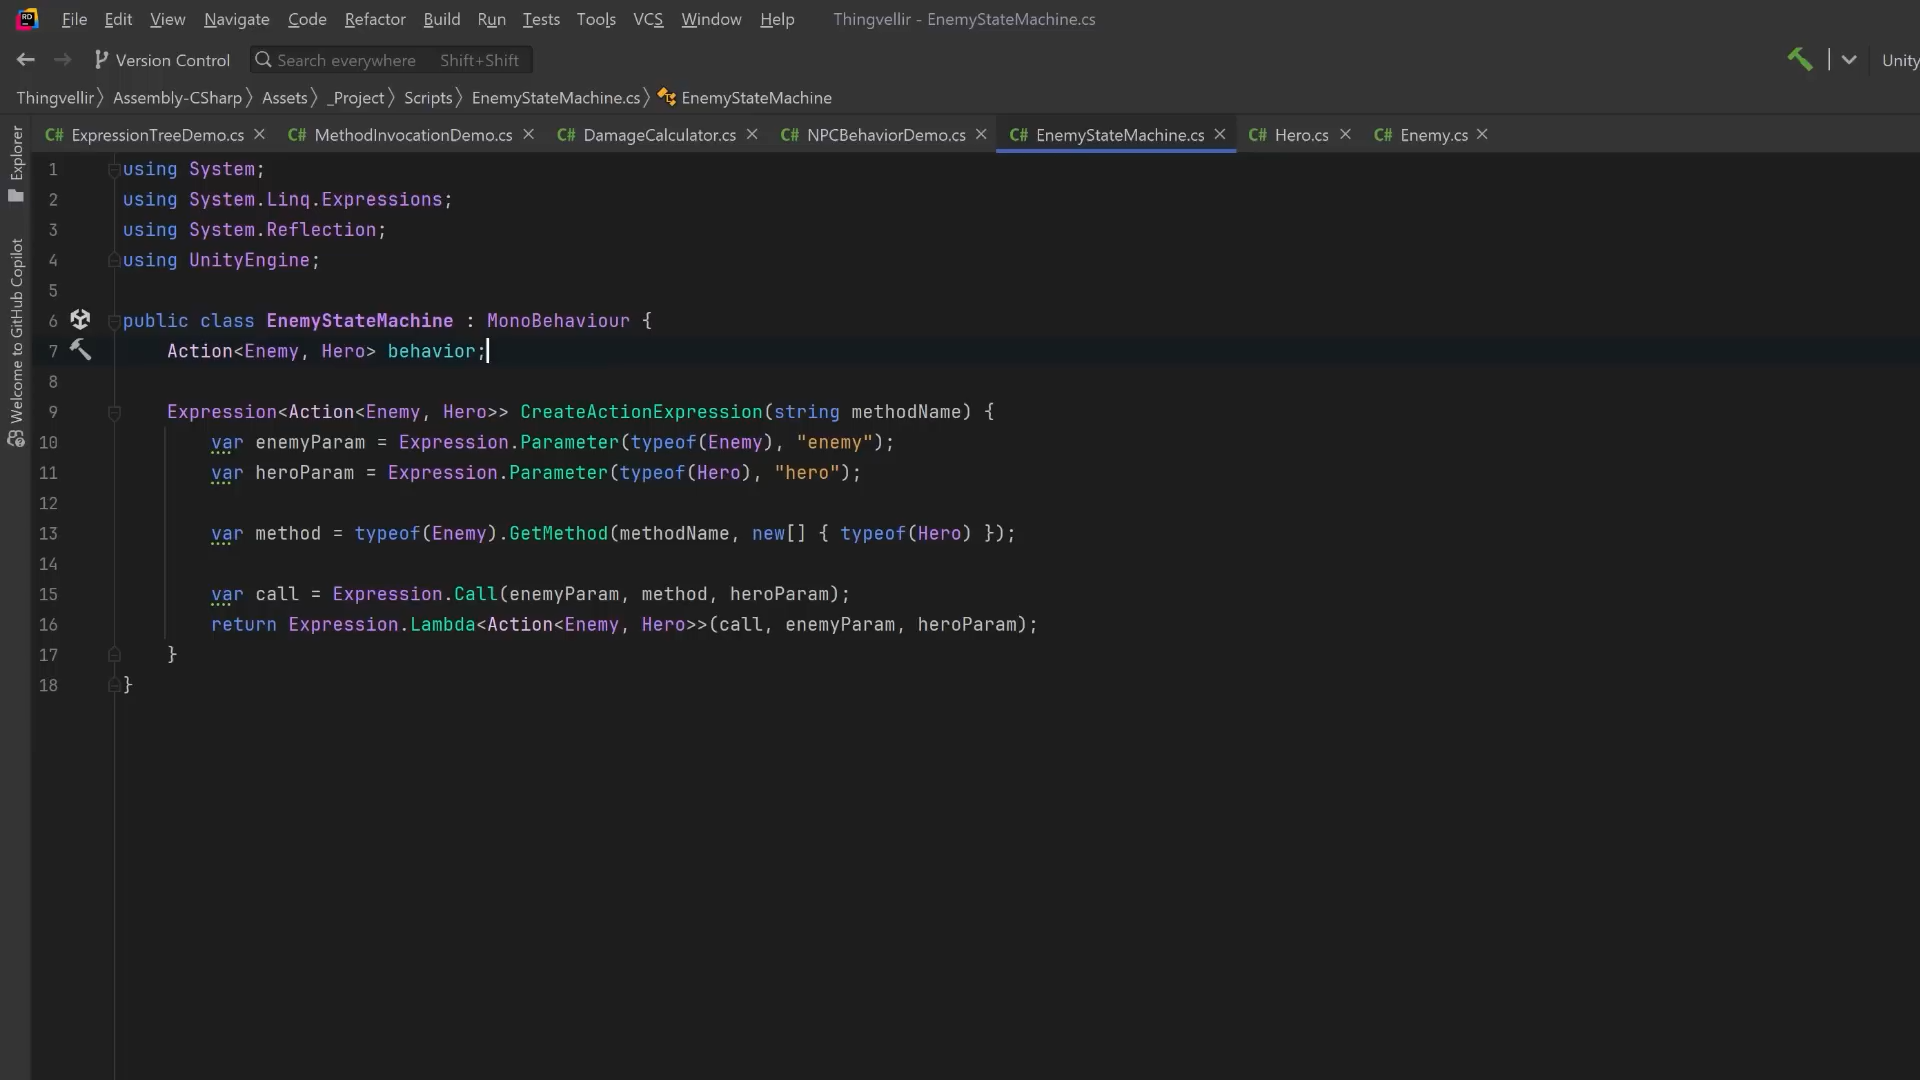 File Edit View Navigate Code Refactor Build Run Tests Tools VCS Window Help Thingvellir - EnemyStateMachine.cs
Version Control Search everywhere Shift+Shift Unity
Thingvellir Assembly-CSharp Assets _Project Scripts EnemyStateMachine.cs EnemyStateMachine
C# ExpressionTreeDemo.cs C# MethodInvocationDemo.cs C# DamageCalculator.cs C# NPCBehaviorDemo.cs C# EnemyStateMachine.cs C# Hero.cs C# Enemy.cs
Explorer
Welcome to GitHub Copilot
1 using System;
2 using System.Linq.Expressions;
3 using System.Reflection;
4 using UnityEngine;
5
6 public class EnemyStateMachine : MonoBehaviour {
7 Action<Enemy, Hero> behavior;
8
9 Expression<Action<Enemy, Hero>> CreateActionExpression(string methodName) {
10 var enemyParam = Expression.Parameter(typeof(Enemy), "enemy");
11 var heroParam = Expression.Parameter(typeof(Hero), "hero");
12
13 var method = typeof(Enemy).GetMethod(methodName, new[] { typeof(Hero) });
14
15 var call = Expression.Call(enemyParam, method, heroParam);
16 return Expression.Lambda<Action<Enemy, Hero>>(call, enemyParam, heroParam);
17 }
18 }